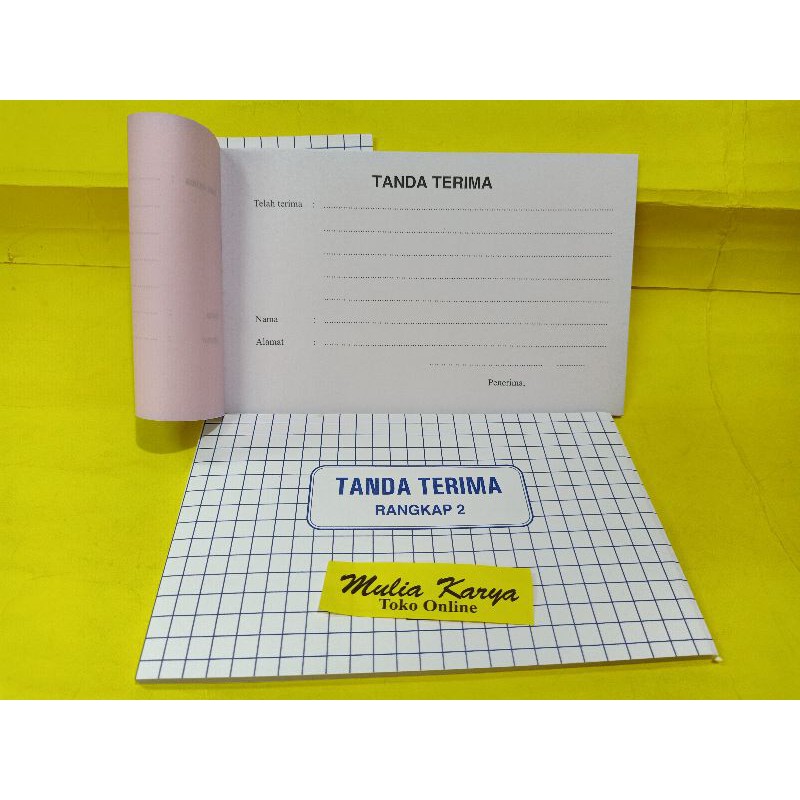 TANDA TERIMA
Telah terima :
Nama :
Alamat :
Penerima,
TANDA TERIMA
RANGKAP 2
Mulia Karya
Toko Online